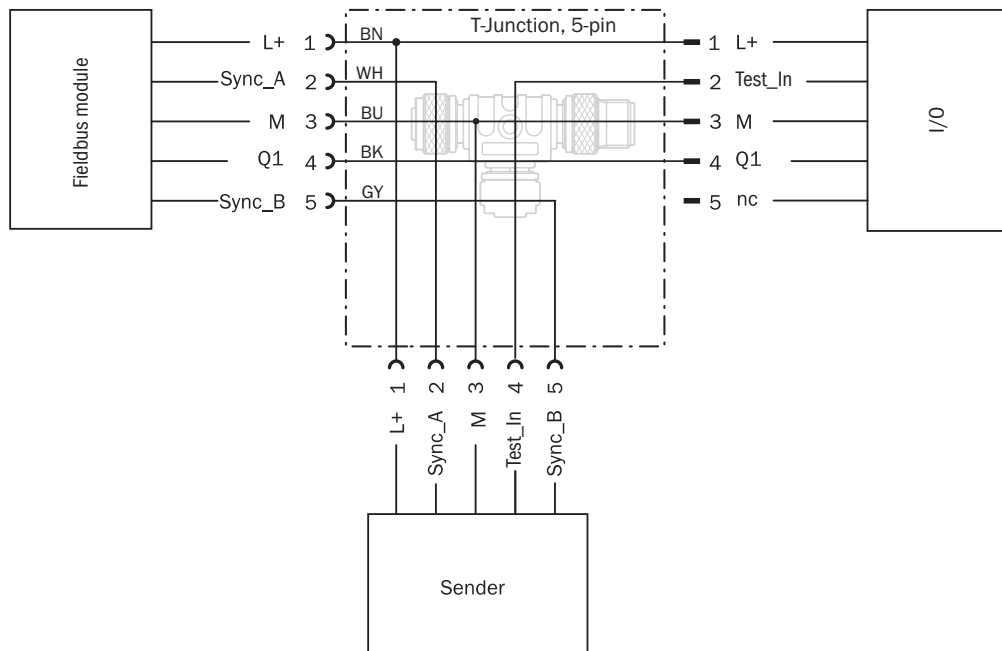 T-Junction, 5-pin
Fieldbus module
L+ 1 BN
Sync_A 2 WH
M 3 BU
Q1 4 BK
Sync_B 5 GY
1 L+
2 Test_In
3 M
4 Q1
5 nc
I/O
1 2 3 4 5
L+ Sync_A M Test_In Sync_B
Sender